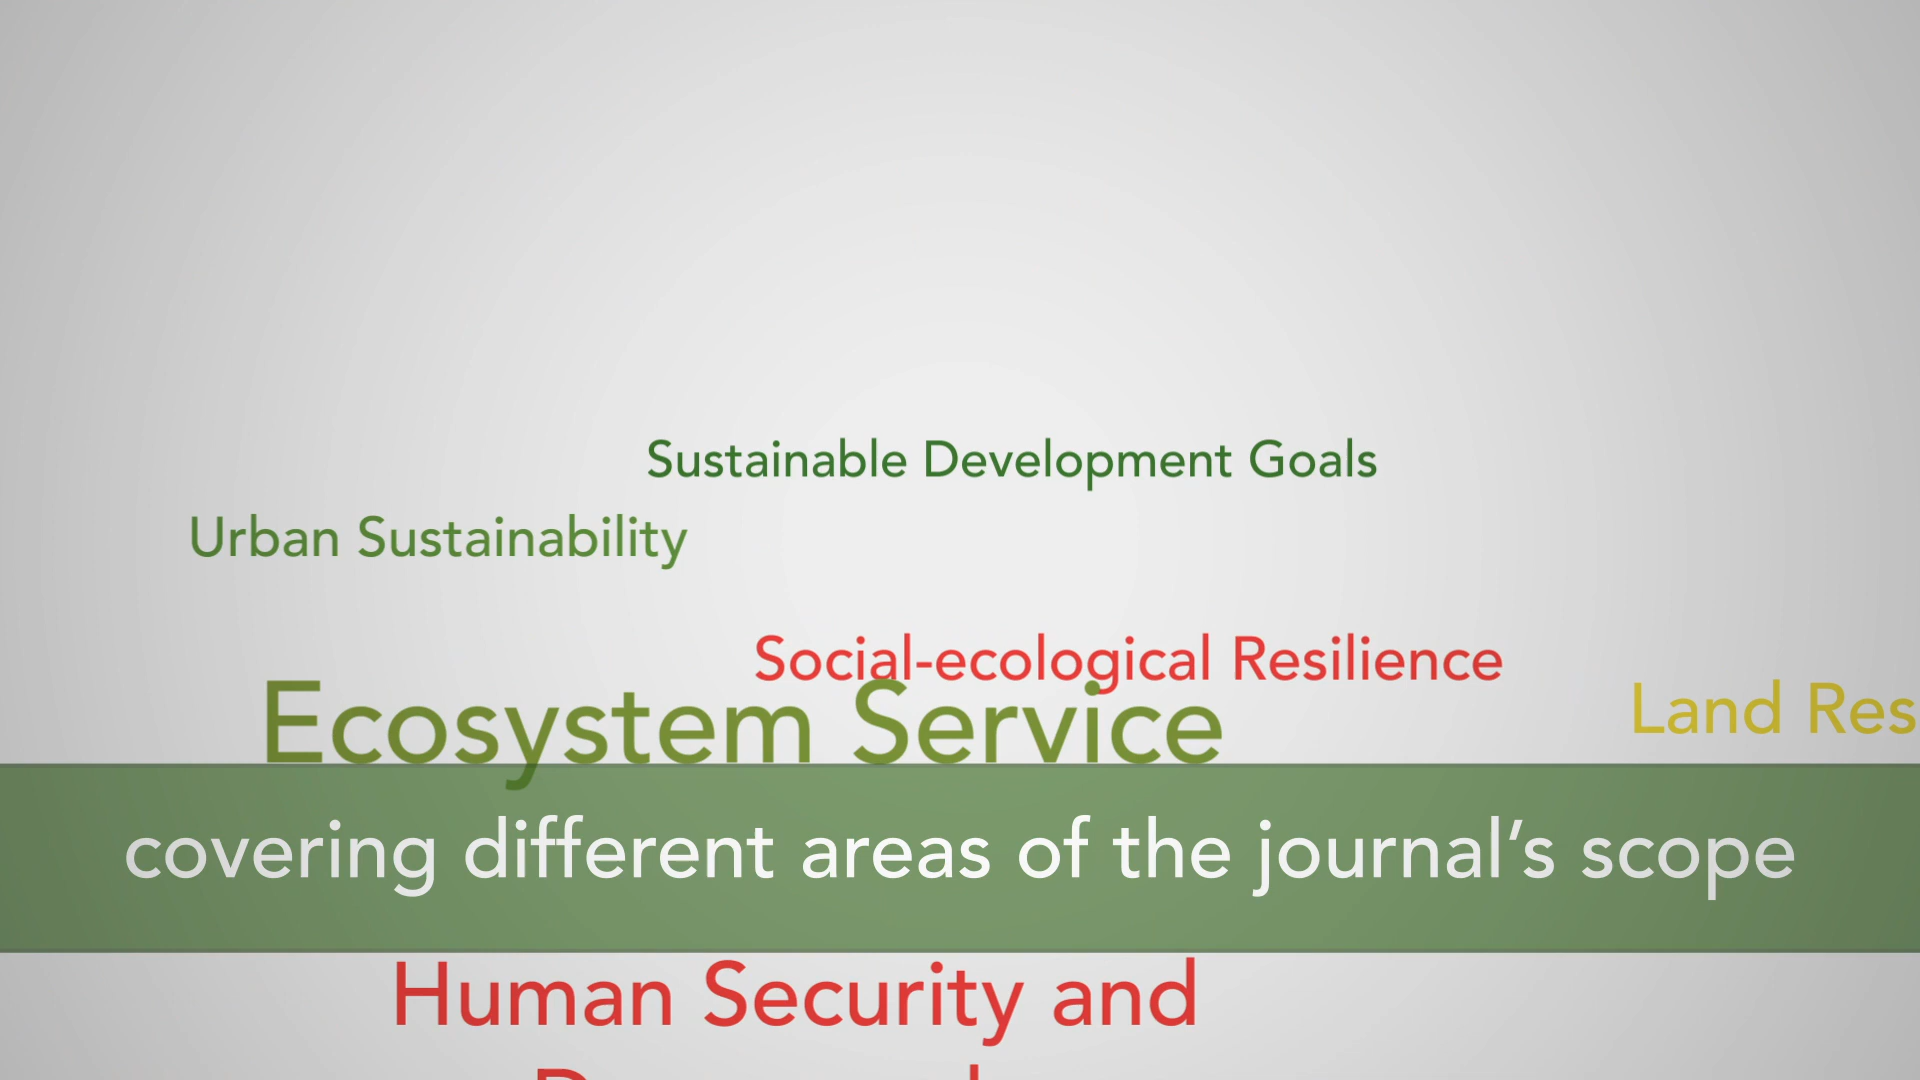 Sustainable Development Goals
Urban Sustainability
Social-ecological Resilience
Ecosystem Service
Land Res
covering different areas of the journal’s scope
Human Security and